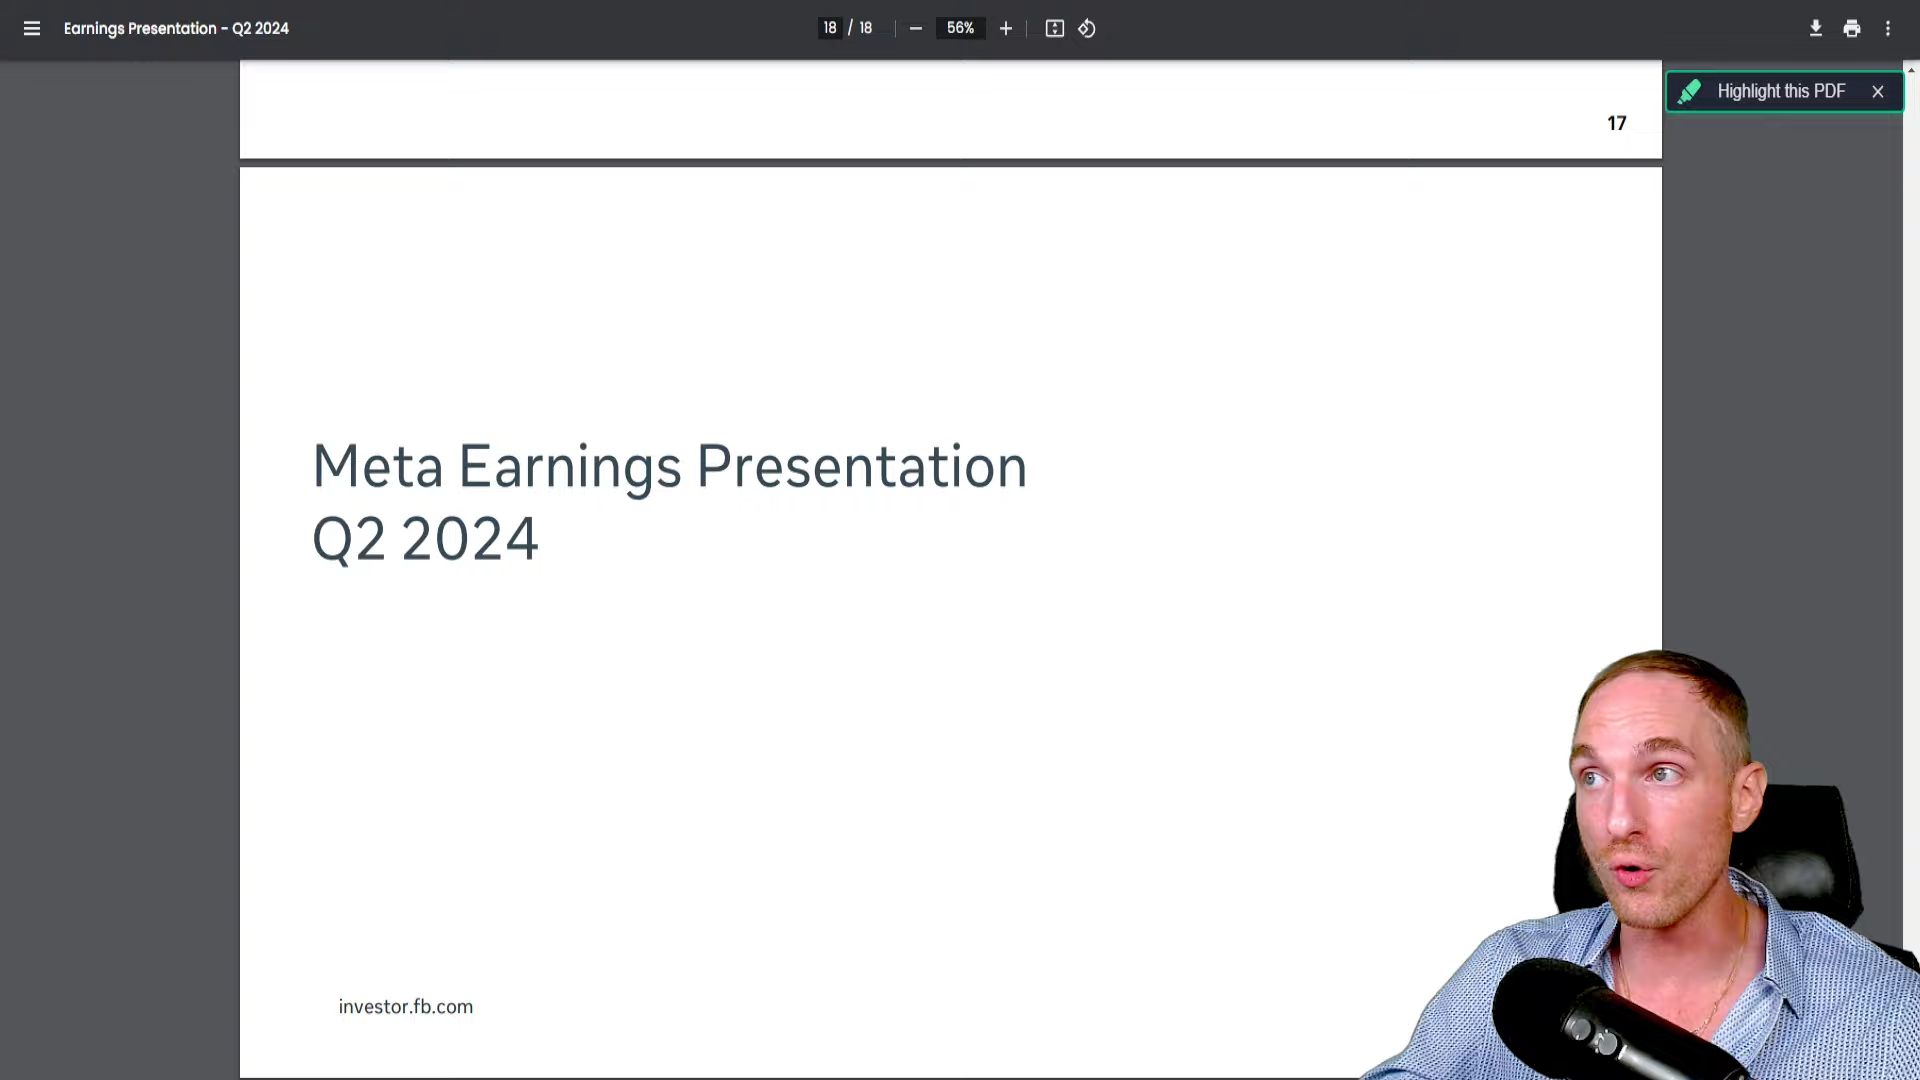 Earnings Presentation - Q2 2024
18 / 18
56%
Highlight this PDF
17
Meta Earnings Presentation
Q2 2024
investor.fb.com